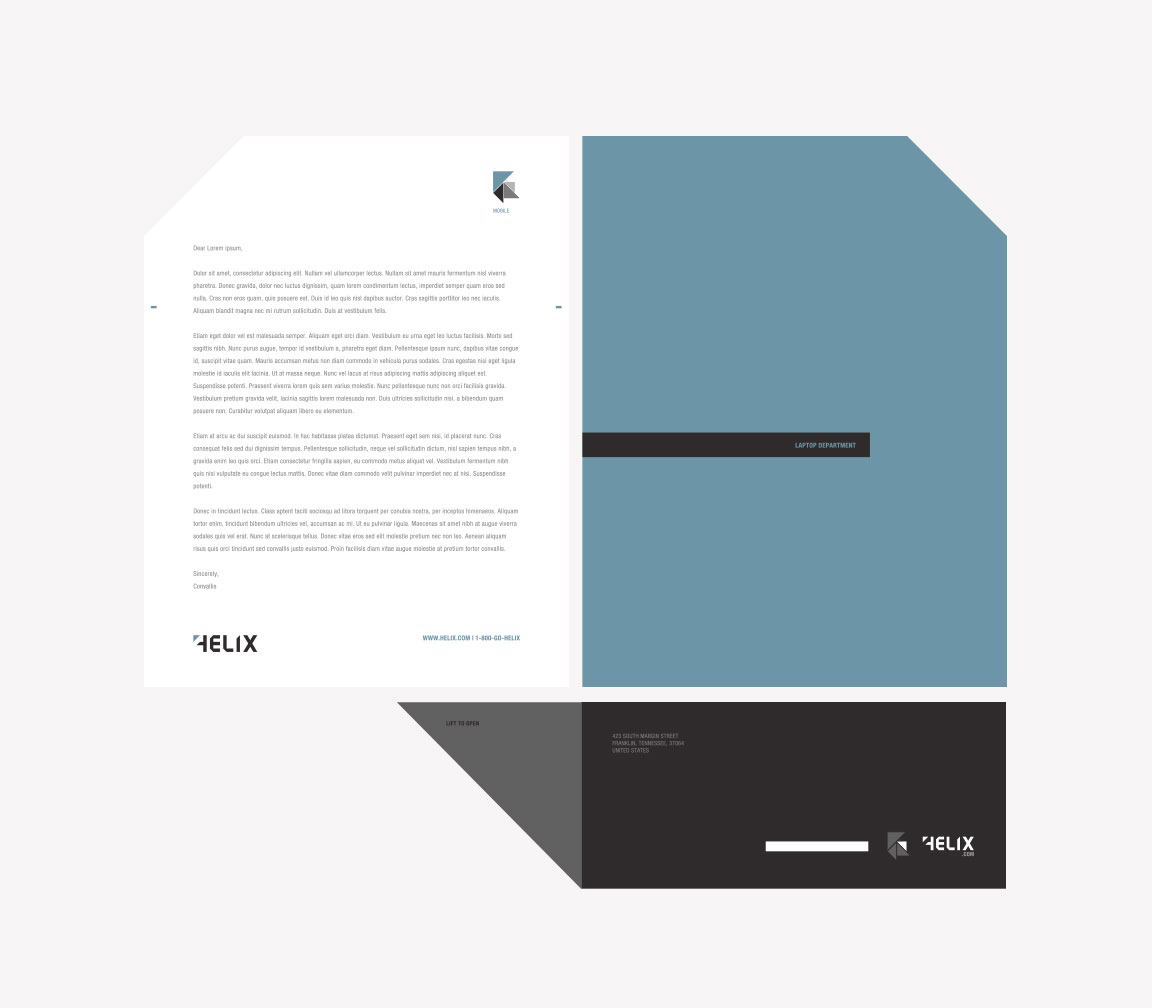 MOBILE
Dear Lorem ipsum,
Dolor sit amet, consectetur adipiscing elit. Nullam vel ullamcorper lectus. Nullam sit amet mauris fermentum nisl viverra
pharetra. Donec gravida, dolor nec luctus dignissim, quam lorem condimentum lectus, imperdiet semper quam eros sed
nulla. Cras non eros quam, quis posuere est. Duis id leo quis nisl dapibus auctor. Cras sagittis porttitor leo nec iaculis.
Aliquam blandit magna nec mi rutrum sollicitudin. Duis at vestibulum felis.
Etiam eget dolor vel est malesuada semper. Aliquam eget orci diam. Vestibulum eu urna eget leo luctus facilisis. Morbi sed
sagittis nibh. Nunc purus augue, tempor id vestibulum a, pharetra eget diam. Pellentesque ipsum nunc, dapibus vitae congue
id, suscipit vitae quam. Mauris accumsan metus non diam commodo in vehicula purus sodales. Cras egestas nisi eget ligula
molestie id iaculis elit lacinia. Ut at massa neque. Nunc vel lacus at risus adipiscing mattis adipiscing aliquet est.
Suspendisse potenti. Praesent viverra lorem quis sem varius molestie. Nunc pellentesque nunc non orci facilisis gravida.
Vestibulum pretium gravida velit, lacinia sagittis lorem malesuada non. Duis ultricies sollicitudin nisi, a bibendum quam
posuere non. Curabitur volutpat aliquam libero eu elementum.
Etiam at arcu ac dui suscipit euismod. In hac habitasse platea dictumst. Praesent eget sem nisi, id placerat nunc. Cras
consequat felis sed dui dignissim tempus. Pellentesque sollicitudin, neque vel sollicitudin dictum, nisl sapien tempus nibh, a
gravida enim leo quis orci. Etiam consectetur fringilla sapien, eu commodo metus aliquet vel. Vestibulum fermentum nibh
quis nisi vulputate eu congue lectus mattis. Donec vitae diam commodo velit pulvinar imperdiet nec at nisi. Suspendisse
potenti.
Donec in tincidunt lectus. Class aptent taciti sociosqu ad litora torquent per conubia nostra, per inceptos himenaeos. Aliquam
tortor enim, tincidunt bibendum ultricies vel, accumsan ac mi. Ut eu pulvinar ligula. Maecenas sit amet nibh at augue viverra
sodales quis vel erat. Nunc at scelerisque tellus. Donec vitae eros sed elit molestie pretium nec non leo. Aenean aliquam
risus quis orci tincidunt sed convallis justo euismod. Proin facilisis diam vitae augue molestie at pretium tortor convallis.
Sincerely,
Convallis
HELIX
WWW.HELIX.COM | 1-800-GO-HELIX
LAPTOP DEPARTMENT
LIFT TO OPEN
423 SOUTH MARGIN STREET
FRANKLIN, TENNESSEE, 37064
UNITED STATES
HELIX
.COM